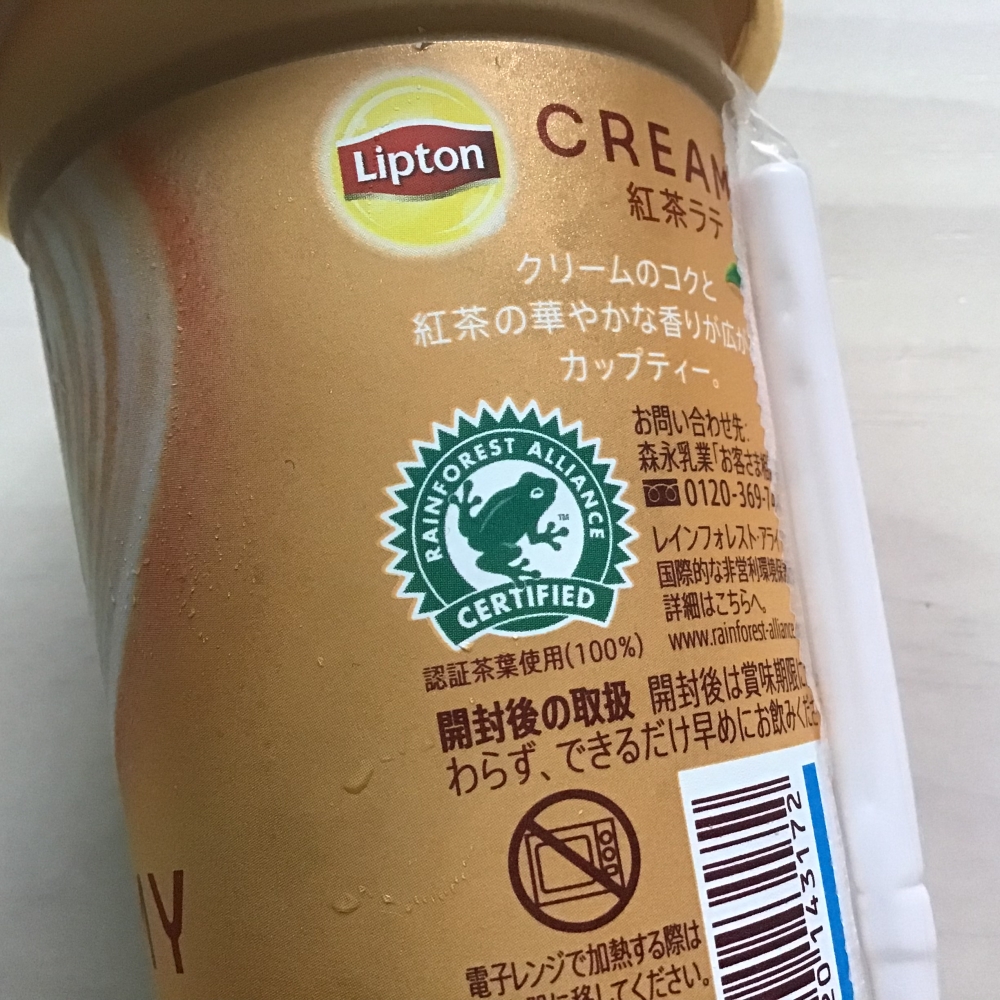 Lipton
CREAM
紅茶ラテ
クリームのコクと
紅茶の華やかな香りが広が
カップティー。
RAINFOREST ALLIANCE
TM
CERTIFIED
認証茶葉使用(100%)
お問い合わせ先:
森永乳業「お客さま相
0120-369-7
レインフォレスト・アライ
国際的な非営利環境保
詳細はこちらへ。
www.rainforest-alliance
開封後の取扱 開封後は賞味期限に
わらず、できるだけ早めにお飲みくだ
電子レンジで加熱する際は
に移してください。
20143172
MY